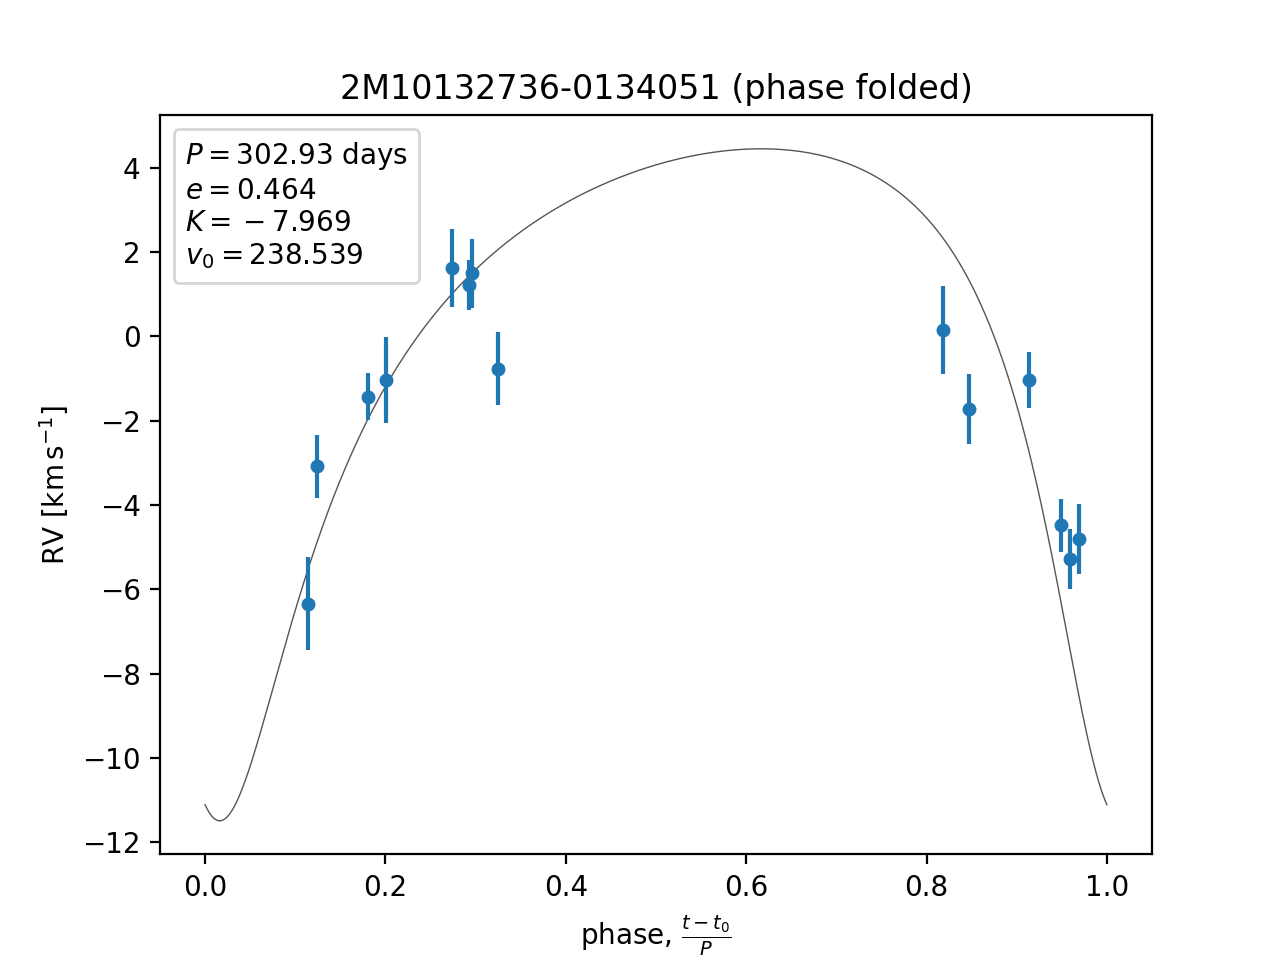 2M10132736-0134051 (phase folded)
P = 302.93 days
e = 0.464
K = −7.969
v₀ = 238.539
4
2
0
−2
−4
−6
−8
−10
−12
RV [km s⁻¹]
0.0 0.2 0.4 0.6 0.8 1.0
phase, (t − t₀)/P